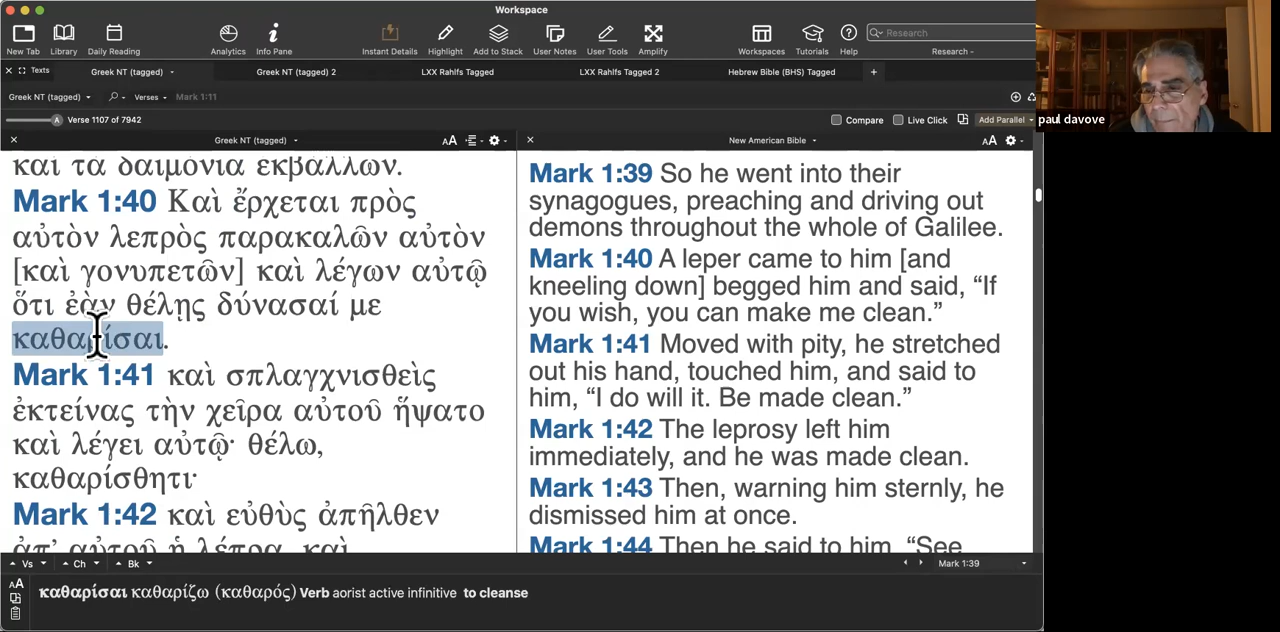 Workspace
New Tab Library Daily Reading Analytics Info Pane Instant Details Highlight Add to Stack User Notes User Tools Amplify Workspaces Tutorials Help Research
Research
Texts Greek NT (tagged) Greek NT (tagged) 2 LXX Rahlfs Tagged LXX Rahlfs Tagged 2 Hebrew Bible (BHS) Tagged +
Greek NT (tagged) Verses Mark 1:11
Verse 1107 of 7942 Compare Live Click Add Parallel
paul davove
Greek NT (tagged)
καὶ τὰ δαιμόνια ἐκβάλλων.
Mark 1:40 Καὶ ἔρχεται πρὸς
αὐτὸν λεπρὸς παρακαλῶν αὐτὸν
[καὶ γονυπετῶν] καὶ λέγων αὐτῷ
ὅτι ἐὰν θέλῃς δύνασαί με
καθαρίσαι.
Mark 1:41 καὶ σπλαγχνισθεὶς
ἐκτείνας τὴν χεῖρα αὐτοῦ ἥψατο
καὶ λέγει αὐτῷ· θέλω,
καθαρίσθητι·
Mark 1:42 καὶ εὐθὺς ἀπῆλθεν
ἀπ’ αὐτοῦ ἡ λέπρα, καὶ
New American Bible
Mark 1:39 So he went into their
synagogues, preaching and driving out
demons throughout the whole of Galilee.
Mark 1:40 A leper came to him [and
kneeling down] begged him and said, “If
you wish, you can make me clean.”
Mark 1:41 Moved with pity, he stretched
out his hand, touched him, and said to
him, “I do will it. Be made clean.”
Mark 1:42 The leprosy left him
immediately, and he was made clean.
Mark 1:43 Then, warning him sternly, he
dismissed him at once.
Mark 1:44 Then he said to him, “See
Vs Ch Bk Mark 1:39
καθαρίσαι καθαρίζω (καθαρός) Verb aorist active infinitive to cleanse